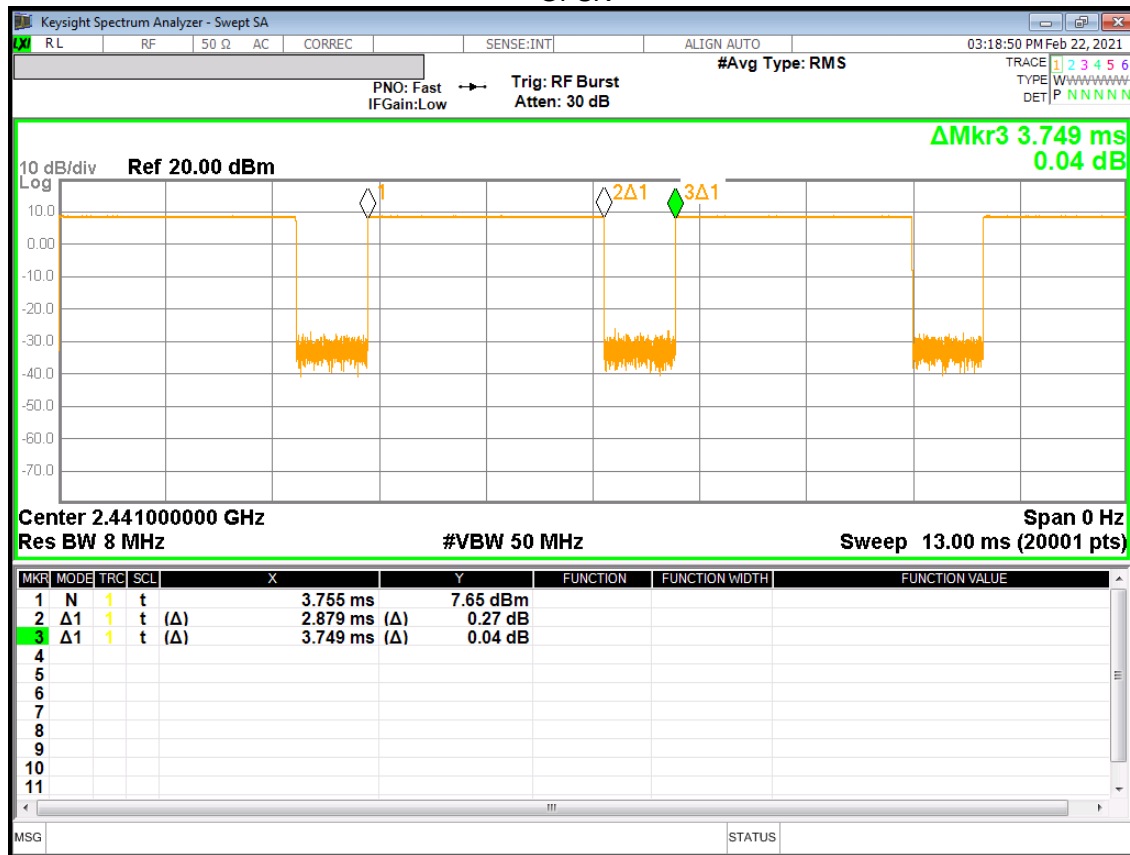 Keysight Spectrum Analyzer - Swept SA
LXI RL RF 50 Ω AC CORREC SENSE:INT ALIGN AUTO 03:18:50 PM Feb 22, 2021
#Avg Type: RMS TRACE 1 2 3 4 5 6
PNO: Fast Trig: RF Burst TYPE WWWWWW
IFGain:Low Atten: 30 dB DET P N N N N N
ΔMkr3 3.749 ms
0.04 dB
10 dB/div Ref 20.00 dBm
Log
1 2Δ1 3Δ1
10.0
0.00
-10.0
-20.0
-30.0
-40.0
-50.0
-60.0
-70.0
Center 2.441000000 GHz Span 0 Hz
Res BW 8 MHz #VBW 50 MHz Sweep 13.00 ms (20001 pts)
MKR MODE TRC SCL X Y FUNCTION FUNCTION WIDTH FUNCTION VALUE
1 N 1 t 3.755 ms 7.65 dBm
2 Δ1 1 t (Δ) 2.879 ms (Δ) 0.27 dB
3 Δ1 1 t (Δ) 3.749 ms (Δ) 0.04 dB
4
5
6
7
8
9
10
11
MSG STATUS